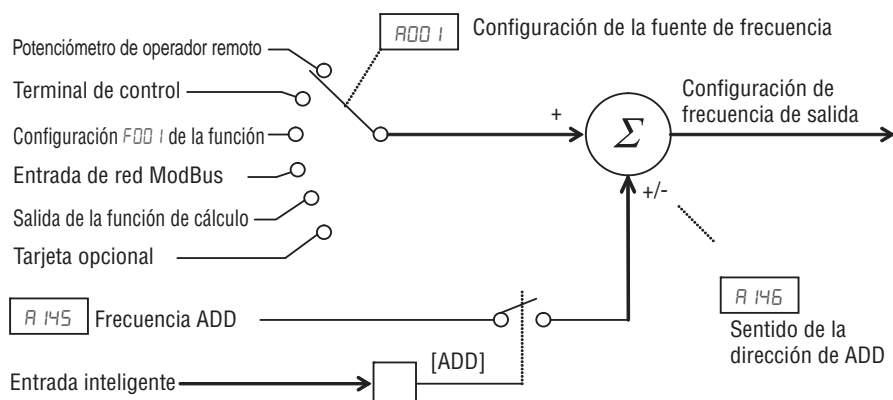 A001 Configuración de la fuente de frecuencia
Potenciómetro de operador remoto
Terminal de control
Configuración F001 de la función
Entrada de red ModBus
Salida de la función de cálculo
Tarjeta opcional
+
Σ
Configuración de
frecuencia de salida
+/-
A145 Frecuencia ADD
A146
Sentido de la
dirección de ADD
[ADD]
Entrada inteligente